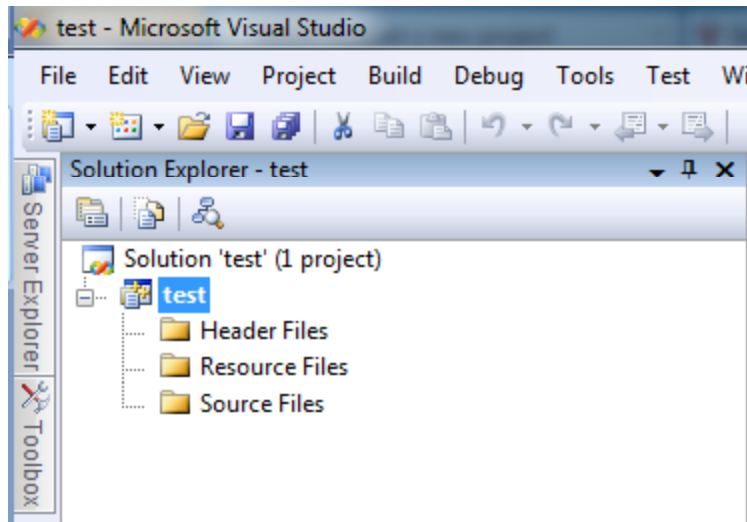 test - Microsoft Visual Studio
File Edit View Project Build Debug Tools Test Wi
Solution Explorer - test
Server Explorer
Toolbox
Solution 'test' (1 project)
test
Header Files
Resource Files
Source Files